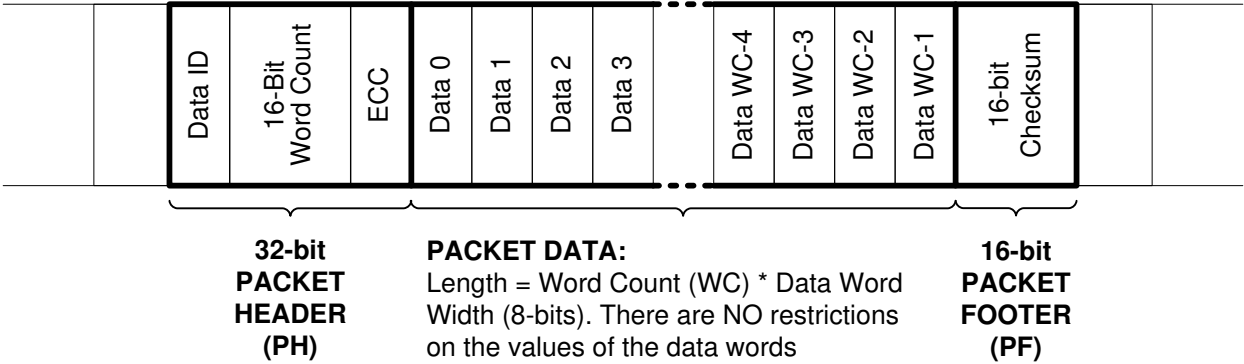 Data ID
16-Bit
Word Count
ECC
Data 0
Data 1
Data 2
Data 3
Data WC-4
Data WC-3
Data WC-2
Data WC-1
16-bit
Checksum
32-bit
PACKET
HEADER
(PH)
PACKET DATA:
Length = Word Count (WC) * Data Word
Width (8-bits). There are NO restrictions
on the values of the data words
16-bit
PACKET
FOOTER
(PF)